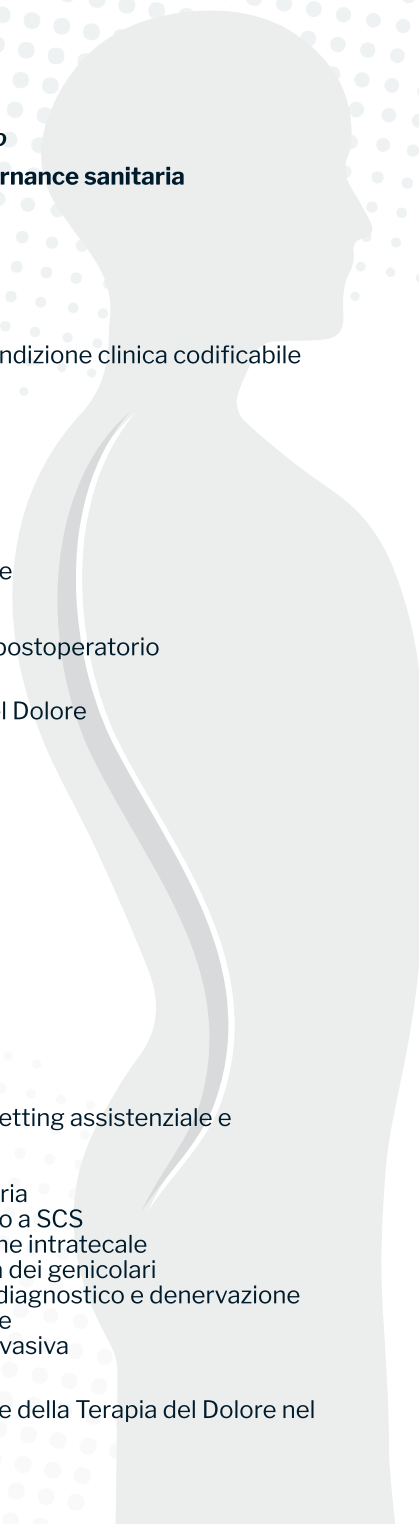 o
rnance sanitaria
ndizione clinica codificabile
e
postoperatorio
l Dolore
etting assistenziale e
ria
o a SCS
ne intratecale
dei genicolari
diagnostico e denervazione
e
vasiva
e della Terapia del Dolore nel